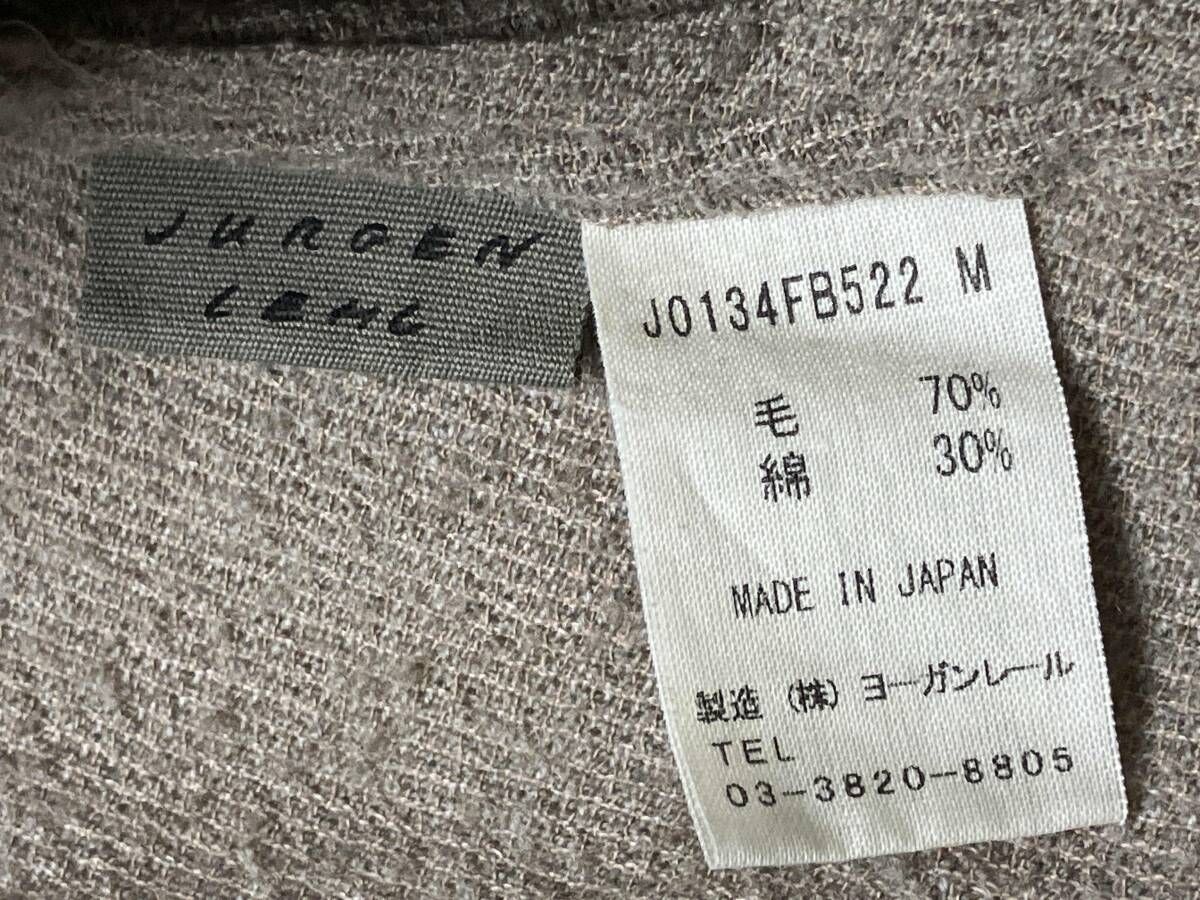 JURGEN
LEHL
J0134FB522 M
毛 70%
綿 30%
MADE IN JAPAN
製造 (株) ヨーガンレール
TEL
03-3820-8805